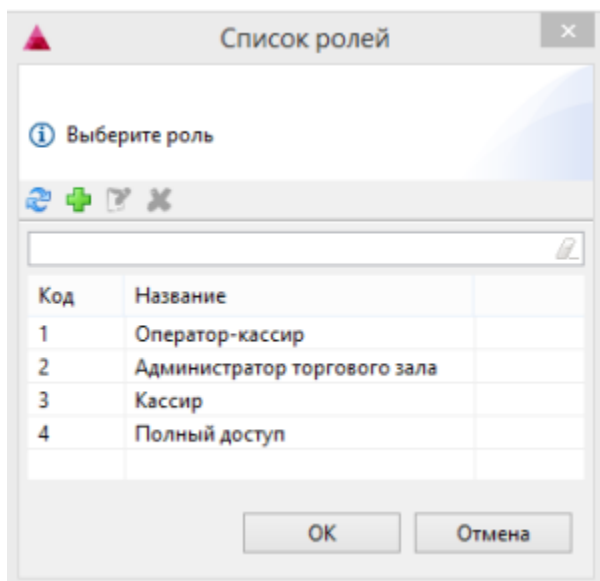 Список ролей
Выберите роль
Код Название
1 Оператор-кассир
2 Администратор торгового зала
3 Кассир
4 Полный доступ
OK Отмена